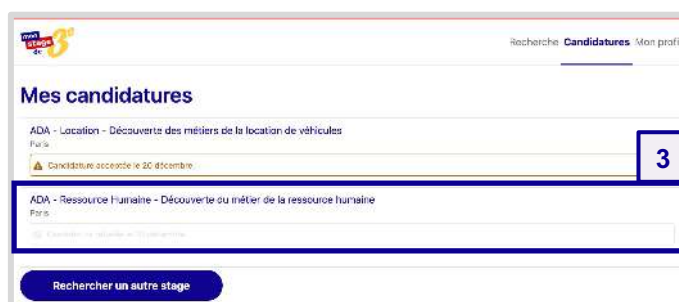 mon
stage
de 3e
Recherche Candidatures Mon profi
Mes candidatures
ADA - Location - Découverte des métiers de la location de véhicules
Paris
Candidature acceptée le 20 décembre
3
ADA - Ressource Humaine - Découverte du métier de la ressource humaine
Paris
Rechercher un autre stage